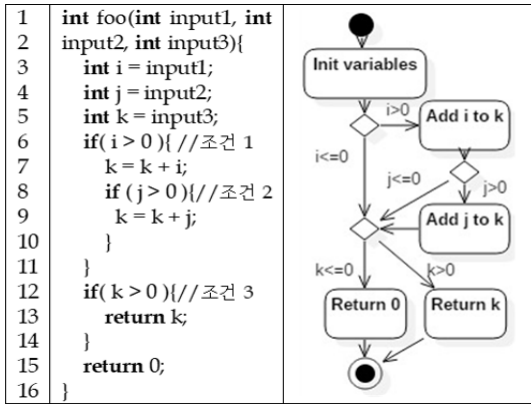 1 int foo(int input1, int
2 input2, int input3){
3 int i = input1;
4 int j = input2;
5 int k = input3;
6 if( i > 0 ){ //조건 1
7 k = k + i;
8 if ( j > 0 ){//조건 2
9 k = k + j;
10 }
11 }
12 if( k > 0 ){//조건 3
13 return k;
14 }
15 return 0;
16 }
Init variables
i>0
Add i to k
i<=0
j<=0
j>0
Add j to k
k<=0
k>0
Return 0
Return k